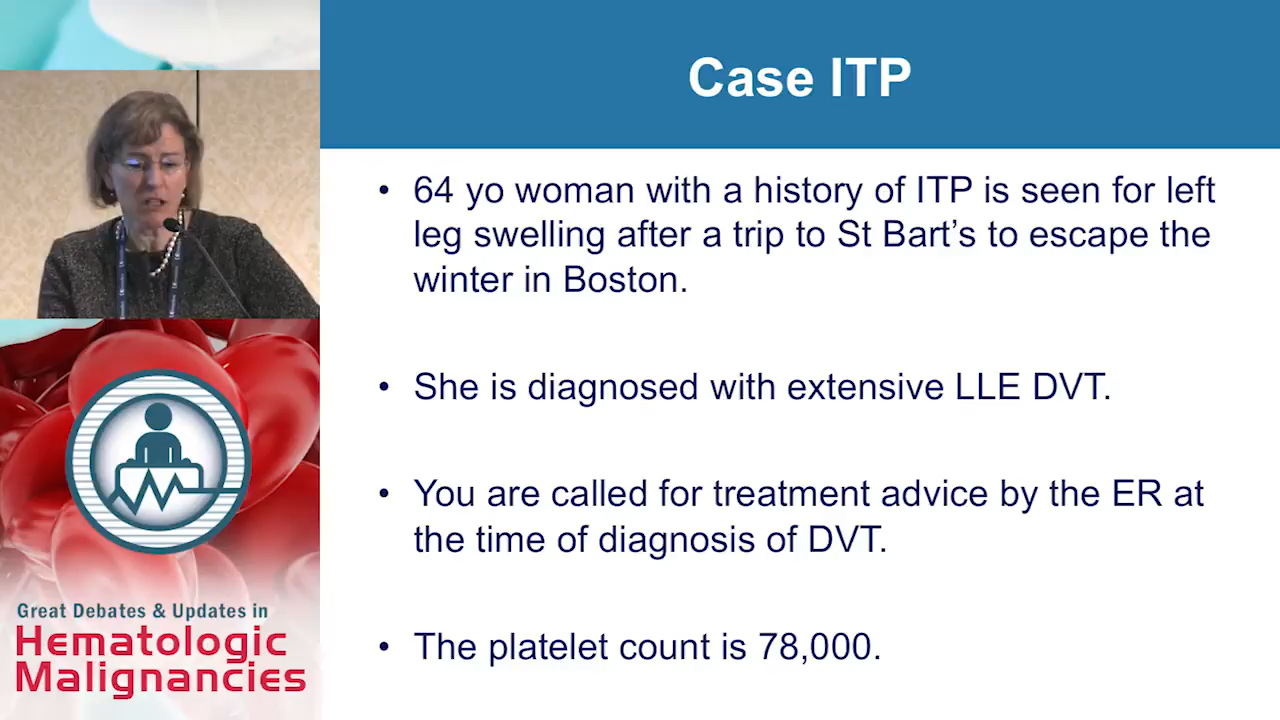 Case ITP
• 64 yo woman with a history of ITP is seen for left
leg swelling after a trip to St Bart’s to escape the
winter in Boston.
• She is diagnosed with extensive LLE DVT.
• You are called for treatment advice by the ER at
the time of diagnosis of DVT.
• The platelet count is 78,000.
Great Debates & Updates in
Hematologic
Malignancies